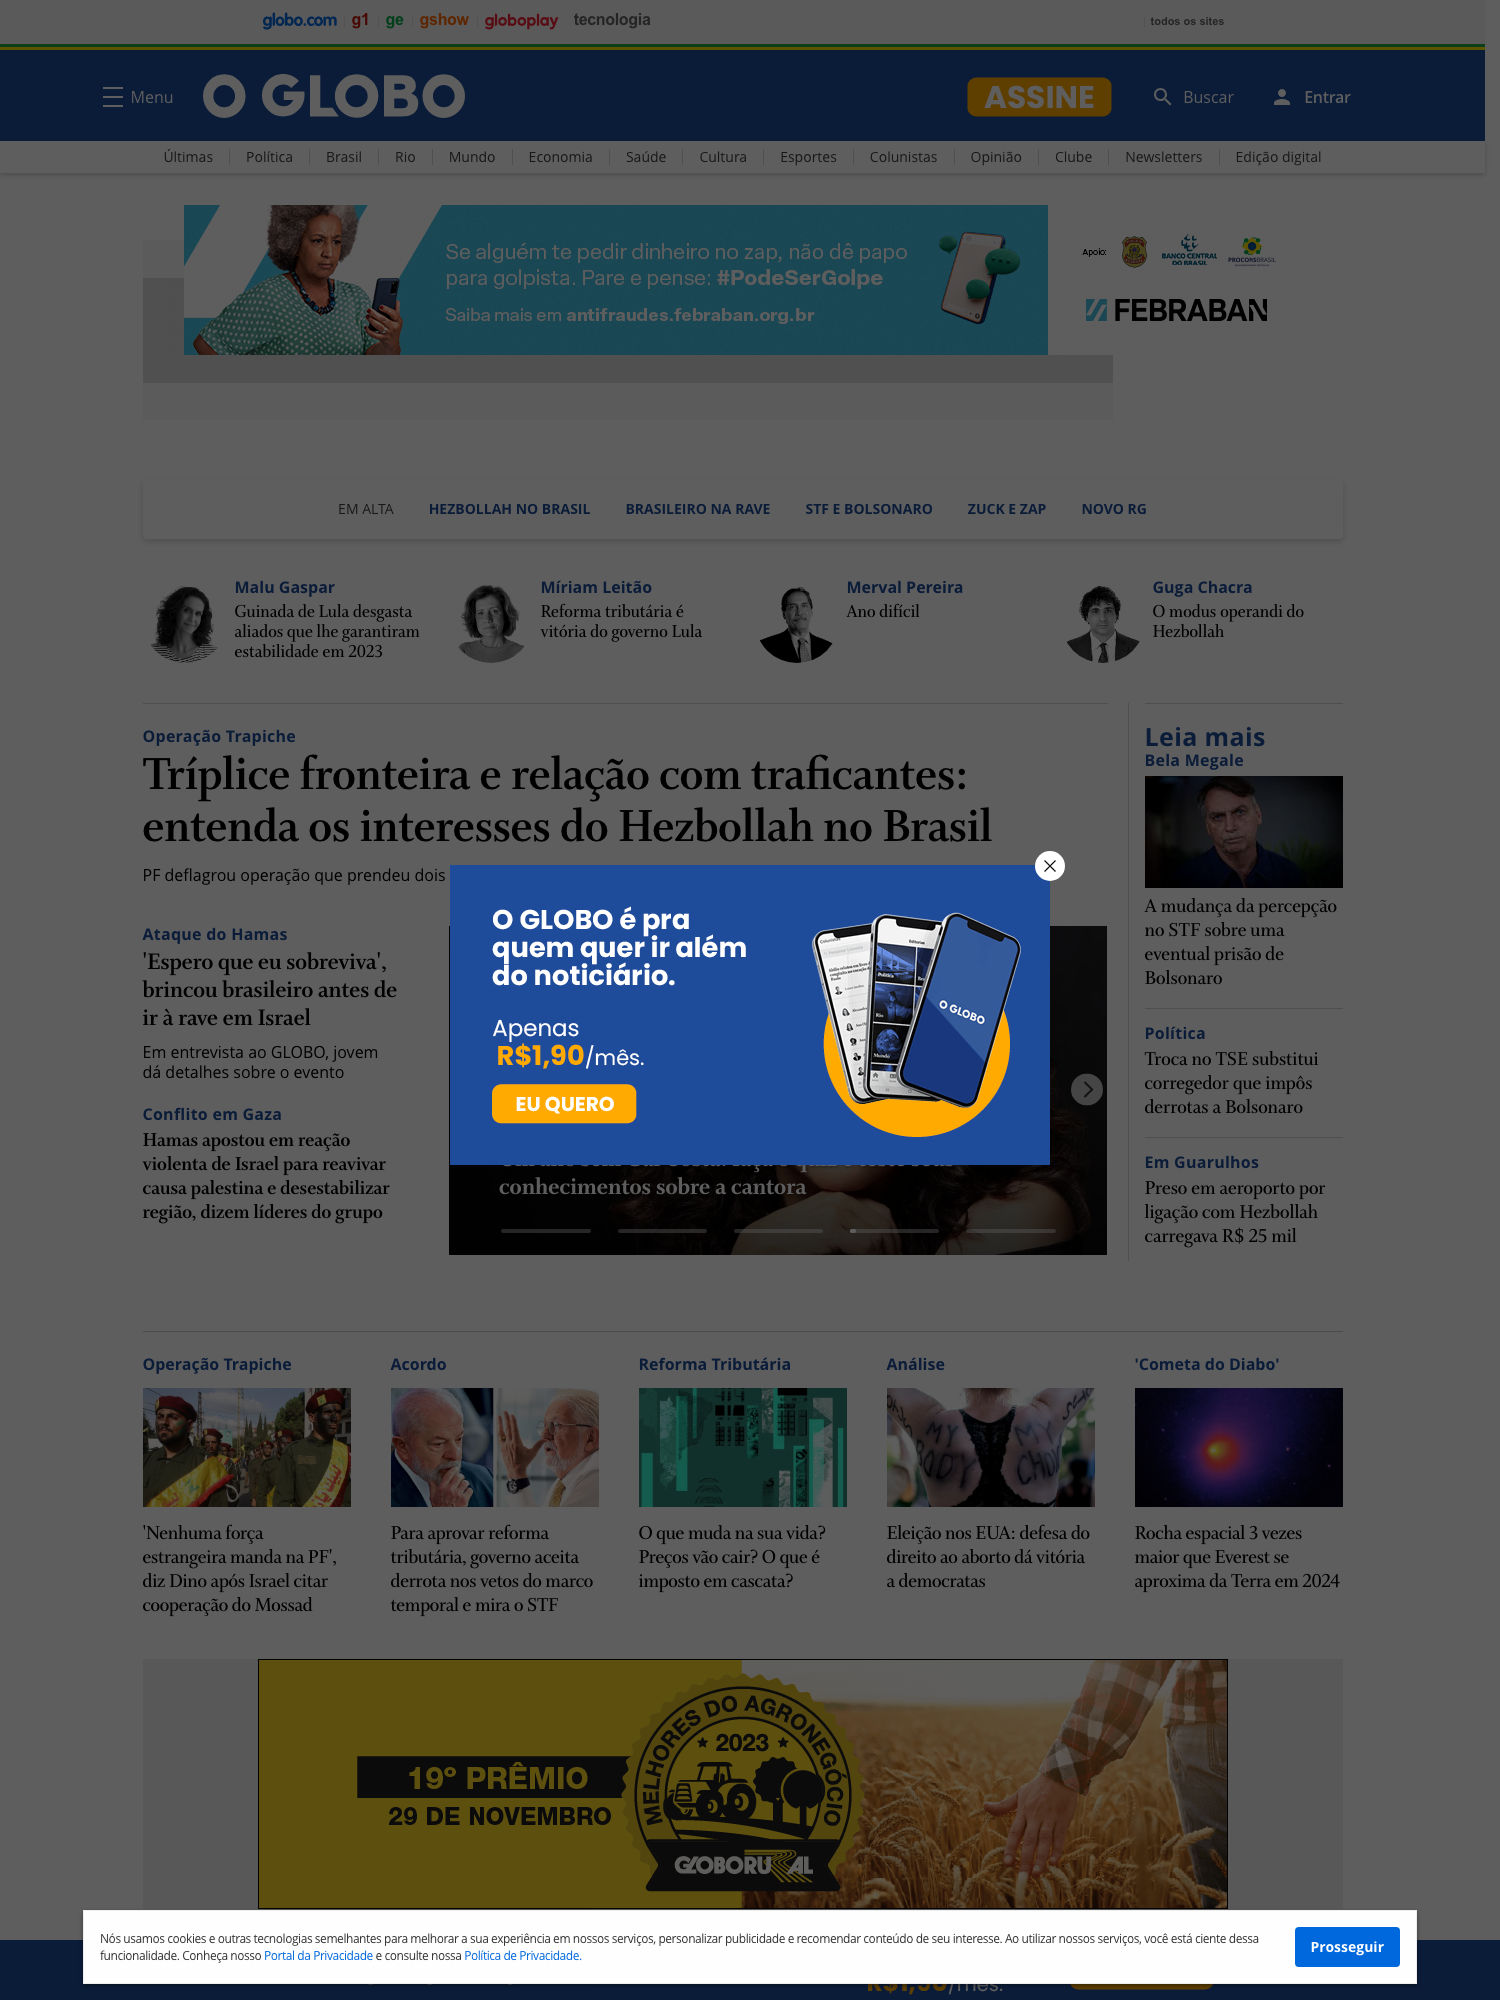 globo.com g1 ge gshow globoplay tecnologia todos os sites
Menu O GLOBO ASSINE Buscar Entrar
Últimas Política Brasil Rio Mundo Economia Saúde Cultura Esportes Colunistas Opinião Clube Newsletters Edição digital
Se alguém te pedir dinheiro no zap, não dê papo
para golpista. Pare e pense: #PodeSerGolpe
Saiba mais em antifraudes.febraban.org.br
Apoio:
BANCO CENTRAL
DO BRASIL
PROCONSBRASIL
FEBRABAN
EM ALTA HEZBOLLAH NO BRASIL BRASILEIRO NA RAVE STF E BOLSONARO ZUCK E ZAP NOVO RG
Malu Gaspar
Guinada de Lula desgasta
aliados que lhe garantiram
estabilidade em 2023
Míriam Leitão
Reforma tributária é
vitória do governo Lula
Merval Pereira
Ano difícil
Guga Chacra
O modus operandi do
Hezbollah
Operação Trapiche
Tríplice fronteira e relação com traficantes:
entenda os interesses do Hezbollah no Brasil
PF deflagrou operação que prendeu dois
Ataque do Hamas
'Espero que eu sobreviva',
brincou brasileiro antes de
ir à rave em Israel
Em entrevista ao GLOBO, jovem
dá detalhes sobre o evento
Conflito em Gaza
Hamas apostou em reação
violenta de Israel para reavivar
causa palestina e desestabilizar
região, dizem líderes do grupo
O GLOBO é pra
quem quer ir além
do noticiário.
Apenas
R$1,90/mês.
EU QUERO
O GLOBO
conhecimentos sobre a cantora
Leia mais
Bela Megale
A mudança da percepção
no STF sobre uma
eventual prisão de
Bolsonaro
Política
Troca no TSE substitui
corregedor que impôs
derrotas a Bolsonaro
Em Guarulhos
Preso em aeroporto por
ligação com Hezbollah
carregava R$ 25 mil
Operação Trapiche
'Nenhuma força
estrangeira manda na PF',
diz Dino após Israel citar
cooperação do Mossad
Acordo
Para aprovar reforma
tributária, governo aceita
derrota nos vetos do marco
temporal e mira o STF
Reforma Tributária
O que muda na sua vida?
Preços vão cair? O que é
imposto em cascata?
Análise
MY MY
BODY CHOI
Eleição nos EUA: defesa do
direito ao aborto dá vitória
a democratas
'Cometa do Diabo'
Rocha espacial 3 vezes
maior que Everest se
aproxima da Terra em 2024
19º PRÊMIO
29 DE NOVEMBRO
MELHORES DO AGRONEGÓCIO
2023
GLOBO RURAL
Nós usamos cookies e outras tecnologias semelhantes para melhorar a sua experiência em nossos serviços, personalizar publicidade e recomendar conteúdo de seu interesse. Ao utilizar nossos serviços, você está ciente dessa
funcionalidade. Conheça nosso Portal da Privacidade e consulte nossa Política de Privacidade.
Prosseguir
R$1,90/mês.